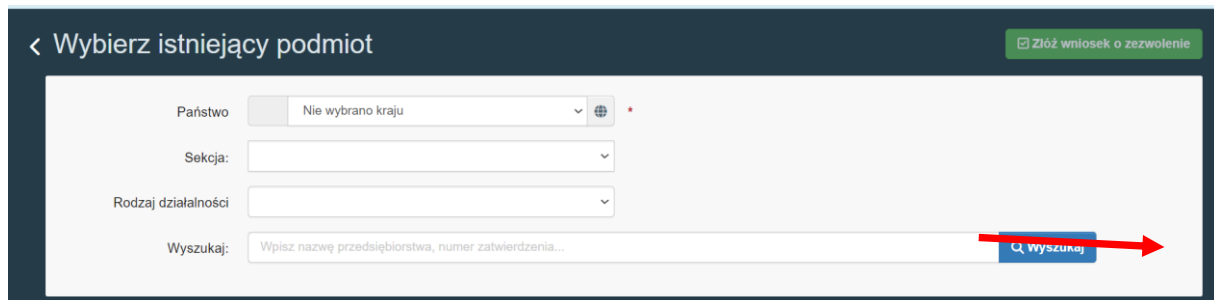 Wybierz istniejący podmiot
Złóż wniosek o zezwolenie
Państwo
Nie wybrano kraju
*
Sekcja:
Rodzaj działalności
Wyszukaj:
Wpisz nazwę przedsiębiorstwa, numer zatwierdzenia...
Wyszukaj